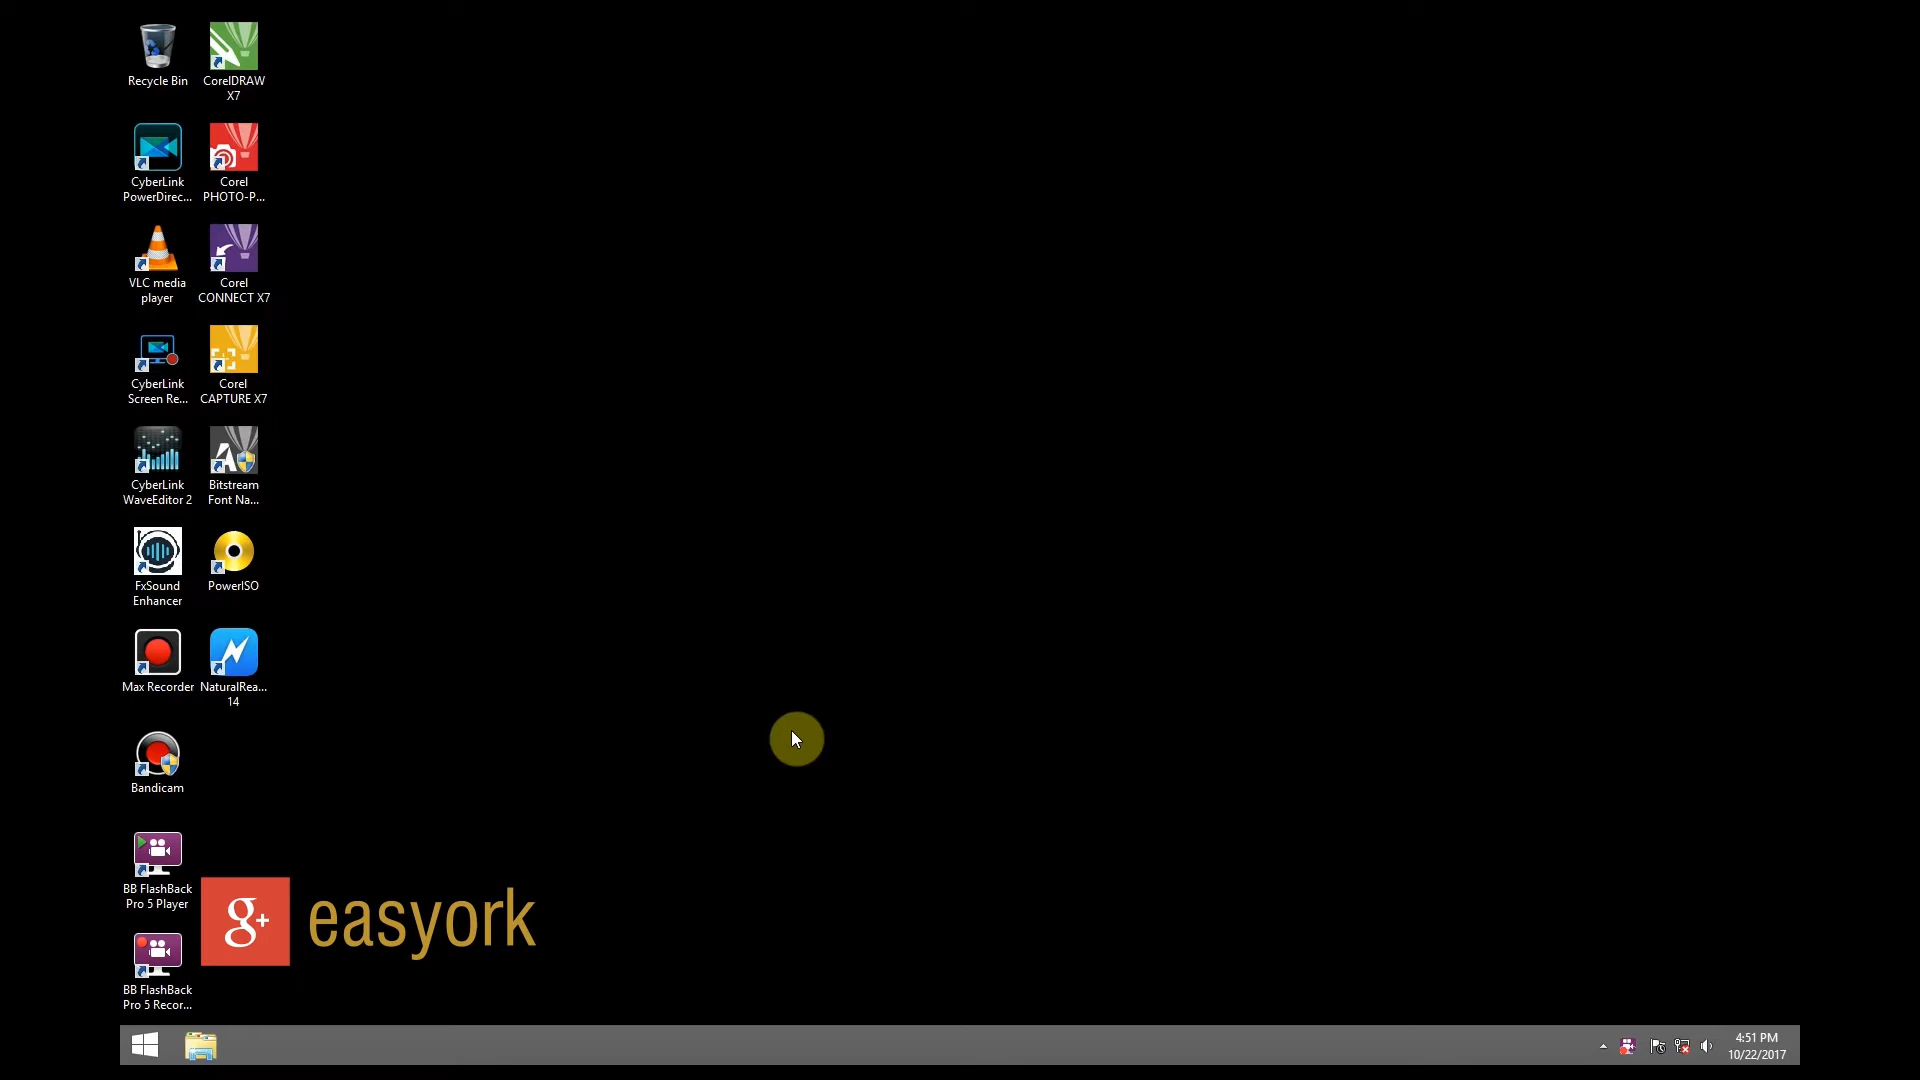 Recycle Bin
CorelDRAW
X7
CyberLink
PowerDirec...
Corel
PHOTO-P...
VLC media
player
Corel
CONNECT X7
CyberLink
Screen Re...
Corel
CAPTURE X7
CyberLink
WaveEditor 2
Bitstream
Font Na...
FxSound
Enhancer
PowerISO
Max Recorder
NaturalRea...
14
Bandicam
BB FlashBack
Pro 5 Player
g+
easyork
BB FlashBack
Pro 5 Recor...
4:51 PM
10/22/2017